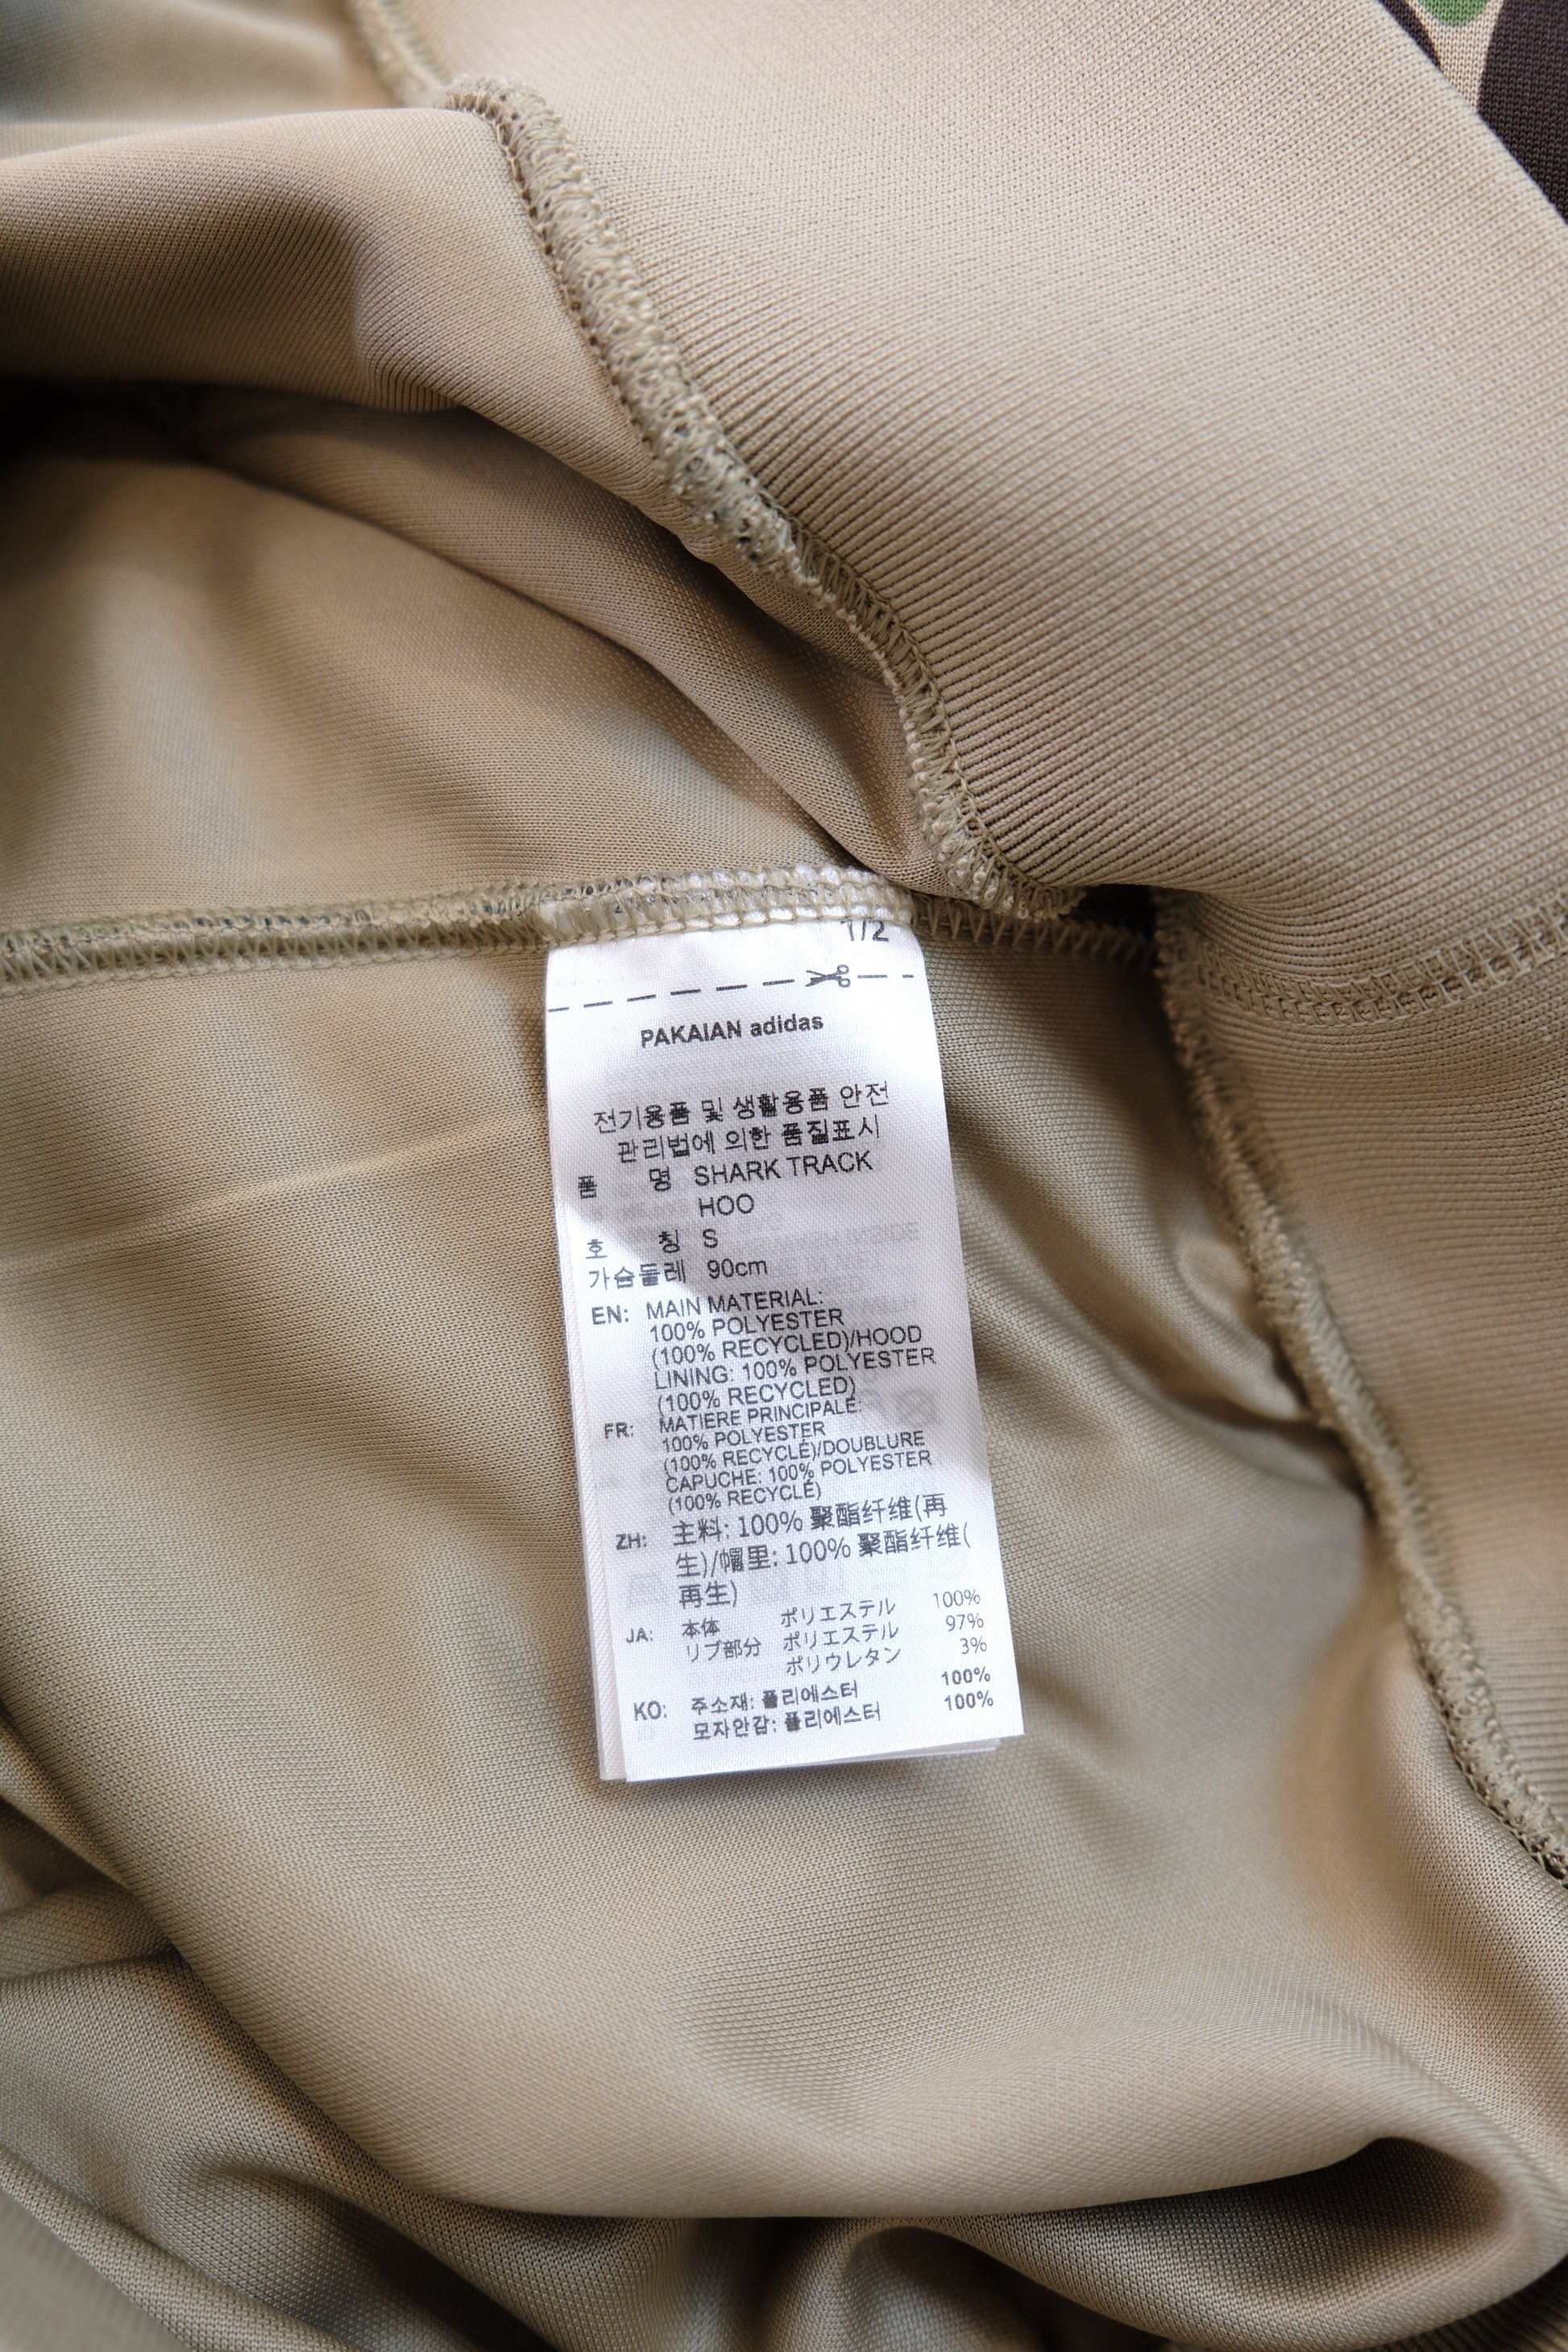 1/2
PAKAIAN adidas
전기용품 및 생활용품 안전
관리법에 의한 품질표시
품 명 SHARK TRACK
HOO
호 칭 S
가슴둘레 90cm
EN: MAIN MATERIAL:
100% POLYESTER
(100% RECYCLED)/HOOD
LINING: 100% POLYESTER
(100% RECYCLED)
FR: MATIERE PRINCIPALE:
100% POLYESTER
(100% RECYCLÉ)/DOUBLURE
CAPUCHE: 100% POLYESTER
(100% RECYCLÉ)
ZH: 主料: 100% 聚酯纤维(再
生)/帽里: 100% 聚酯纤维(
再生)
JA: 本体 ポリエステル 100%
リブ部分 ポリエステル 97%
ポリウレタン 3%
KO: 주소재: 폴리에스터 100%
모자안감: 폴리에스터 100%